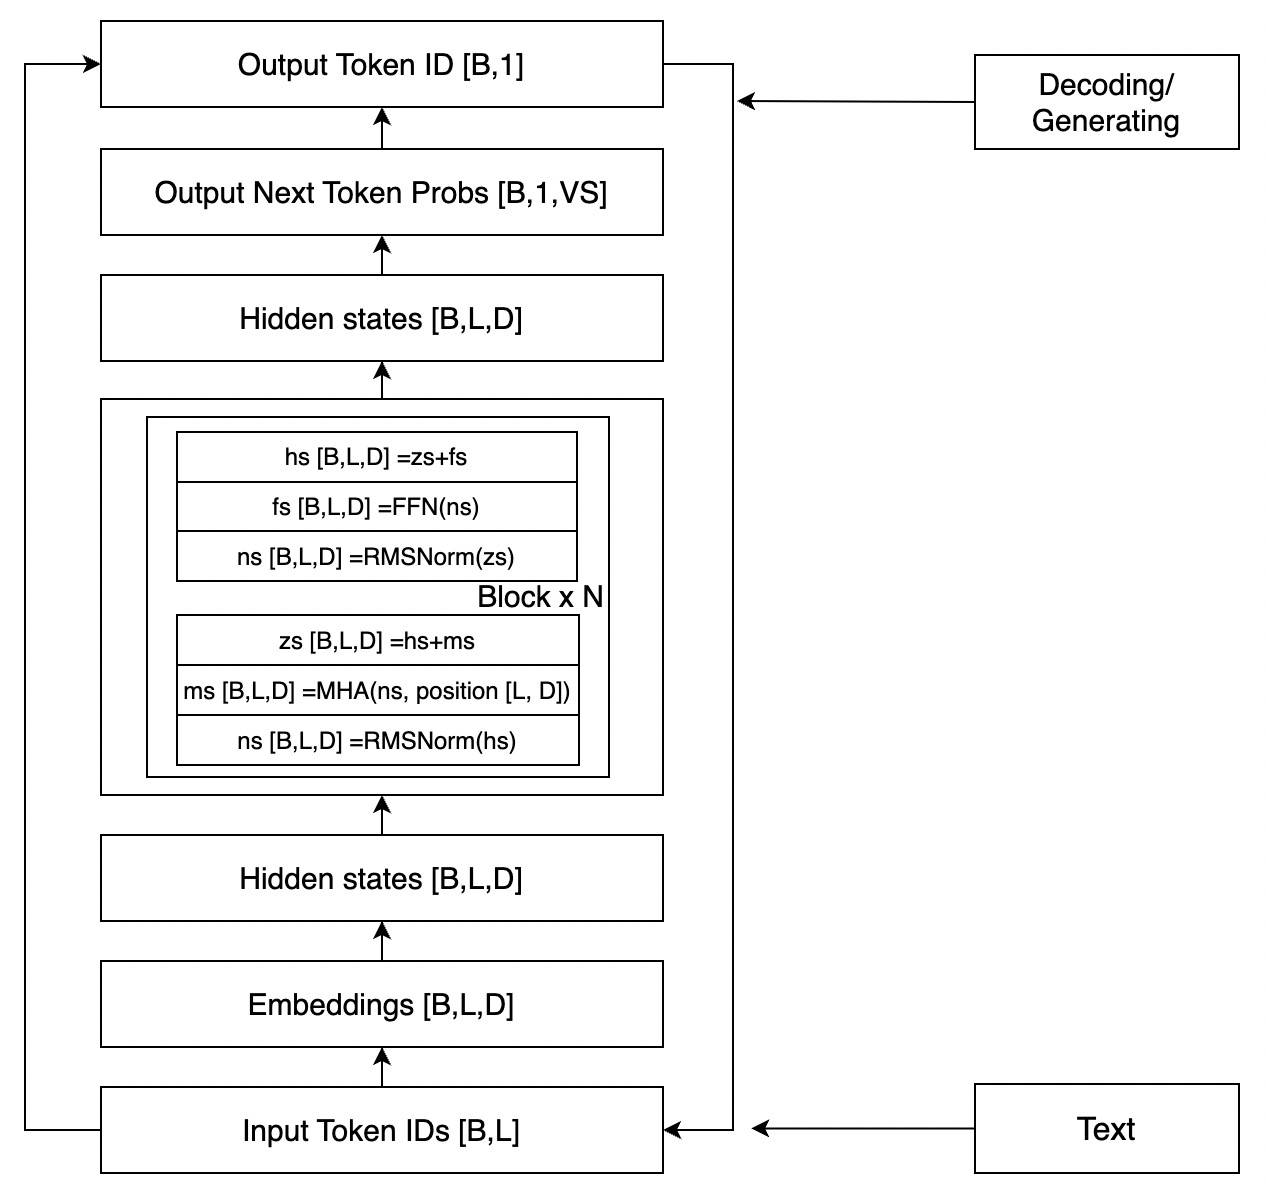 Output Token ID [B,1]
Decoding/
Generating
Output Next Token Probs [B,1,VS]
Hidden states [B,L,D]
hs [B,L,D] =zs+fs
fs [B,L,D] =FFN(ns)
ns [B,L,D] =RMSNorm(zs)
Block x N
zs [B,L,D] =hs+ms
ms [B,L,D] =MHA(ns, position [L, D])
ns [B,L,D] =RMSNorm(hs)
Hidden states [B,L,D]
Embeddings [B,L,D]
Input Token IDs [B,L]
Text